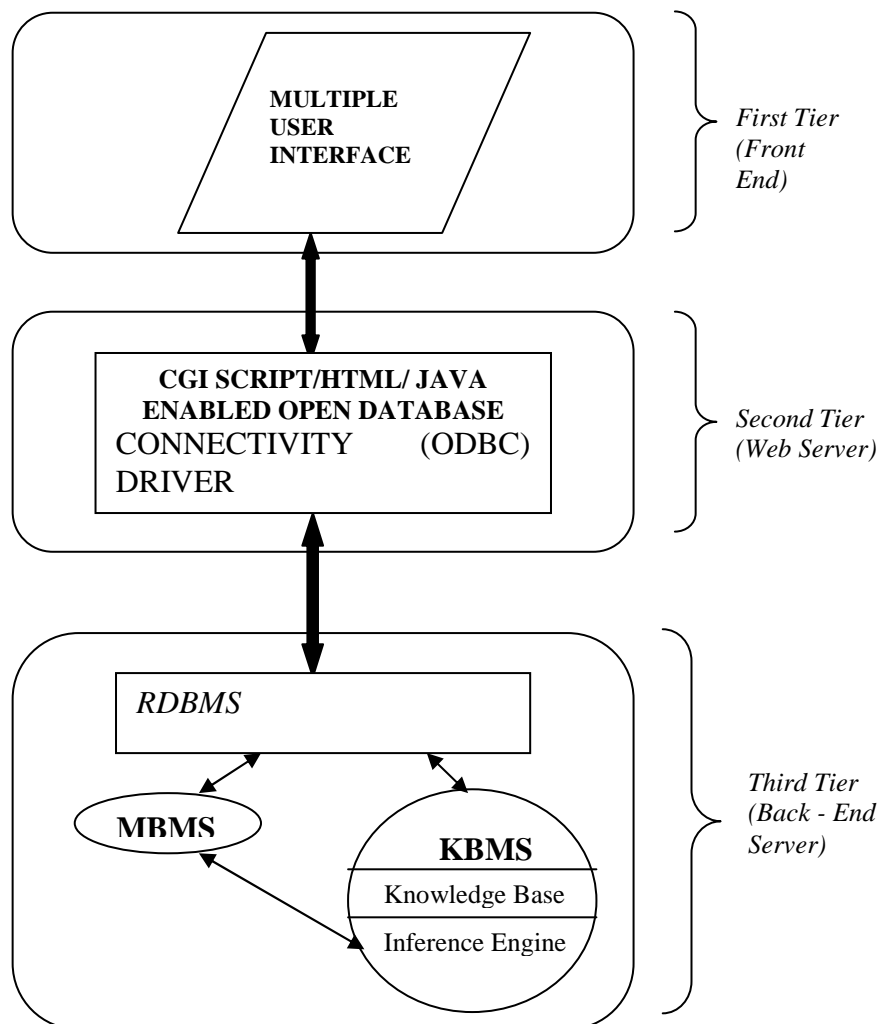 MULTIPLE
USER
INTERFACE
First Tier
(Front
End)
CGI SCRIPT/HTML/ JAVA
ENABLED OPEN DATABASE
CONNECTIVITY (ODBC)
DRIVER
Second Tier
(Web Server)
RDBMS
MBMS
KBMS
Knowledge Base
Inference Engine
Third Tier
(Back - End
Server)